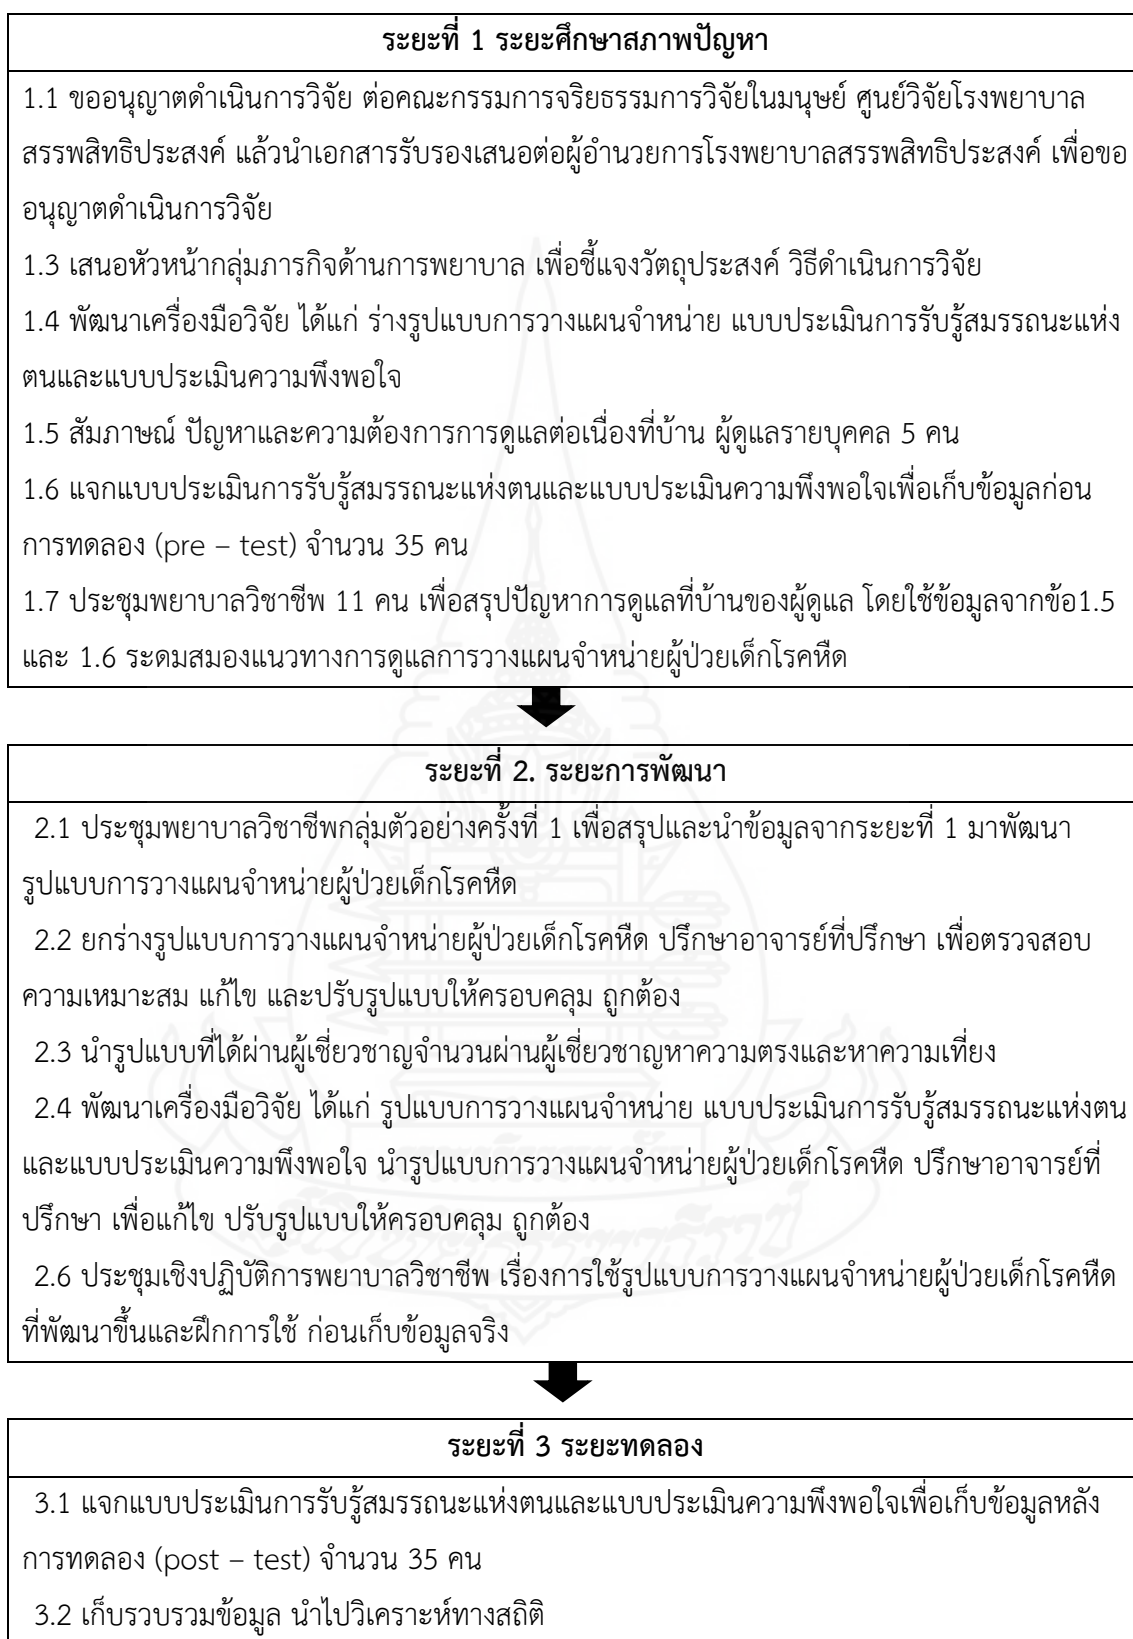 ระยะที่ 1 ระยะศึกษาสภาพปัญหา
1.1 ขออนุญาตดำเนินการวิจัย ต่อคณะกรรมการจริยธรรมการวิจัยในมนุษย์ ศูนย์วิจัยโรงพยาบาล
สรรพสิทธิประสงค์ แล้วนำเอกสารรับรองเสนอต่อผู้อำนวยการโรงพยาบาลสรรพสิทธิประสงค์ เพื่อขอ
อนุญาตดำเนินการวิจัย
1.3 เสนอหัวหน้ากลุ่มภารกิจด้านการพยาบาล เพื่อชี้แจงวัตถุประสงค์ วิธีดำเนินการวิจัย
1.4 พัฒนาเครื่องมือวิจัย ได้แก่ ร่างรูปแบบการวางแผนจำหน่าย แบบประเมินการรับรู้สมรรถนะแห่ง
ตนและแบบประเมินความพึงพอใจ
1.5 สัมภาษณ์ ปัญหาและความต้องการการดูแลต่อเนื่องที่บ้าน ผู้ดูแลรายบุคคล 5 คน
1.6 แจกแบบประเมินการรับรู้สมรรถนะแห่งตนและแบบประเมินความพึงพอใจเพื่อเก็บข้อมูลก่อน
การทดลอง (pre – test) จำนวน 35 คน
1.7 ประชุมพยาบาลวิชาชีพ 11 คน เพื่อสรุปปัญหาการดูแลที่บ้านของผู้ดูแล โดยใช้ข้อมูลจากข้อ1.5
และ 1.6 ระดมสมองแนวทางการดูแลการวางแผนจำหน่ายผู้ป่วยเด็กโรคหืด
ระยะที่ 2. ระยะการพัฒนา
2.1 ประชุมพยาบาลวิชาชีพกลุ่มตัวอย่างครั้งที่ 1 เพื่อสรุปและนำข้อมูลจากระยะที่ 1 มาพัฒนา
รูปแบบการวางแผนจำหน่ายผู้ป่วยเด็กโรคหืด
2.2 ยกร่างรูปแบบการวางแผนจำหน่ายผู้ป่วยเด็กโรคหืด ปรึกษาอาจารย์ที่ปรึกษา เพื่อตรวจสอบ
ความเหมาะสม แก้ไข และปรับรูปแบบให้ครอบคลุม ถูกต้อง
2.3 นำรูปแบบที่ได้ผ่านผู้เชี่ยวชาญจำนวนผ่านผู้เชี่ยวชาญหาความตรงและหาความเที่ยง
2.4 พัฒนาเครื่องมือวิจัย ได้แก่ รูปแบบการวางแผนจำหน่าย แบบประเมินการรับรู้สมรรถนะแห่งตน
และแบบประเมินความพึงพอใจ นำรูปแบบการวางแผนจำหน่ายผู้ป่วยเด็กโรคหืด ปรึกษาอาจารย์ที่
ปรึกษา เพื่อแก้ไข ปรับรูปแบบให้ครอบคลุม ถูกต้อง
2.6 ประชุมเชิงปฏิบัติการพยาบาลวิชาชีพ เรื่องการใช้รูปแบบการวางแผนจำหน่ายผู้ป่วยเด็กโรคหืด
ที่พัฒนาขึ้นและฝึกการใช้ ก่อนเก็บข้อมูลจริง
ระยะที่ 3 ระยะทดลอง
3.1 แจกแบบประเมินการรับรู้สมรรถนะแห่งตนและแบบประเมินความพึงพอใจเพื่อเก็บข้อมูลหลัง
การทดลอง (post – test) จำนวน 35 คน
3.2 เก็บรวบรวมข้อมูล นำไปวิเคราะห์ทางสถิติ